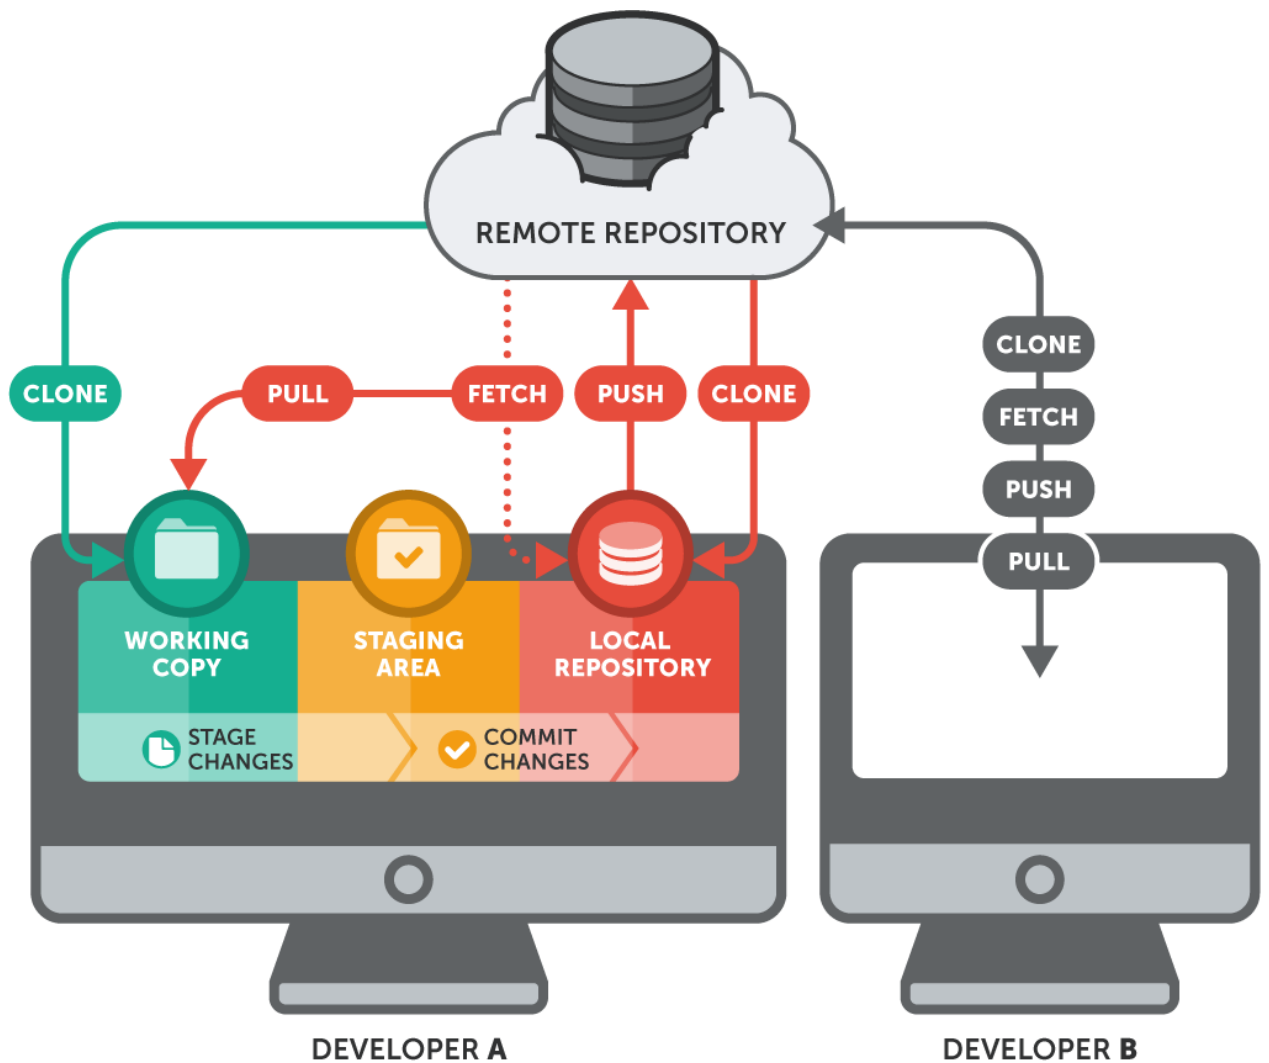 REMOTE REPOSITORY
CLONE
PULL
FETCH
PUSH
CLONE
CLONE
FETCH
PUSH
PULL
WORKING
COPY
STAGING
AREA
LOCAL
REPOSITORY
STAGE
CHANGES
COMMIT
CHANGES
DEVELOPER A
DEVELOPER B